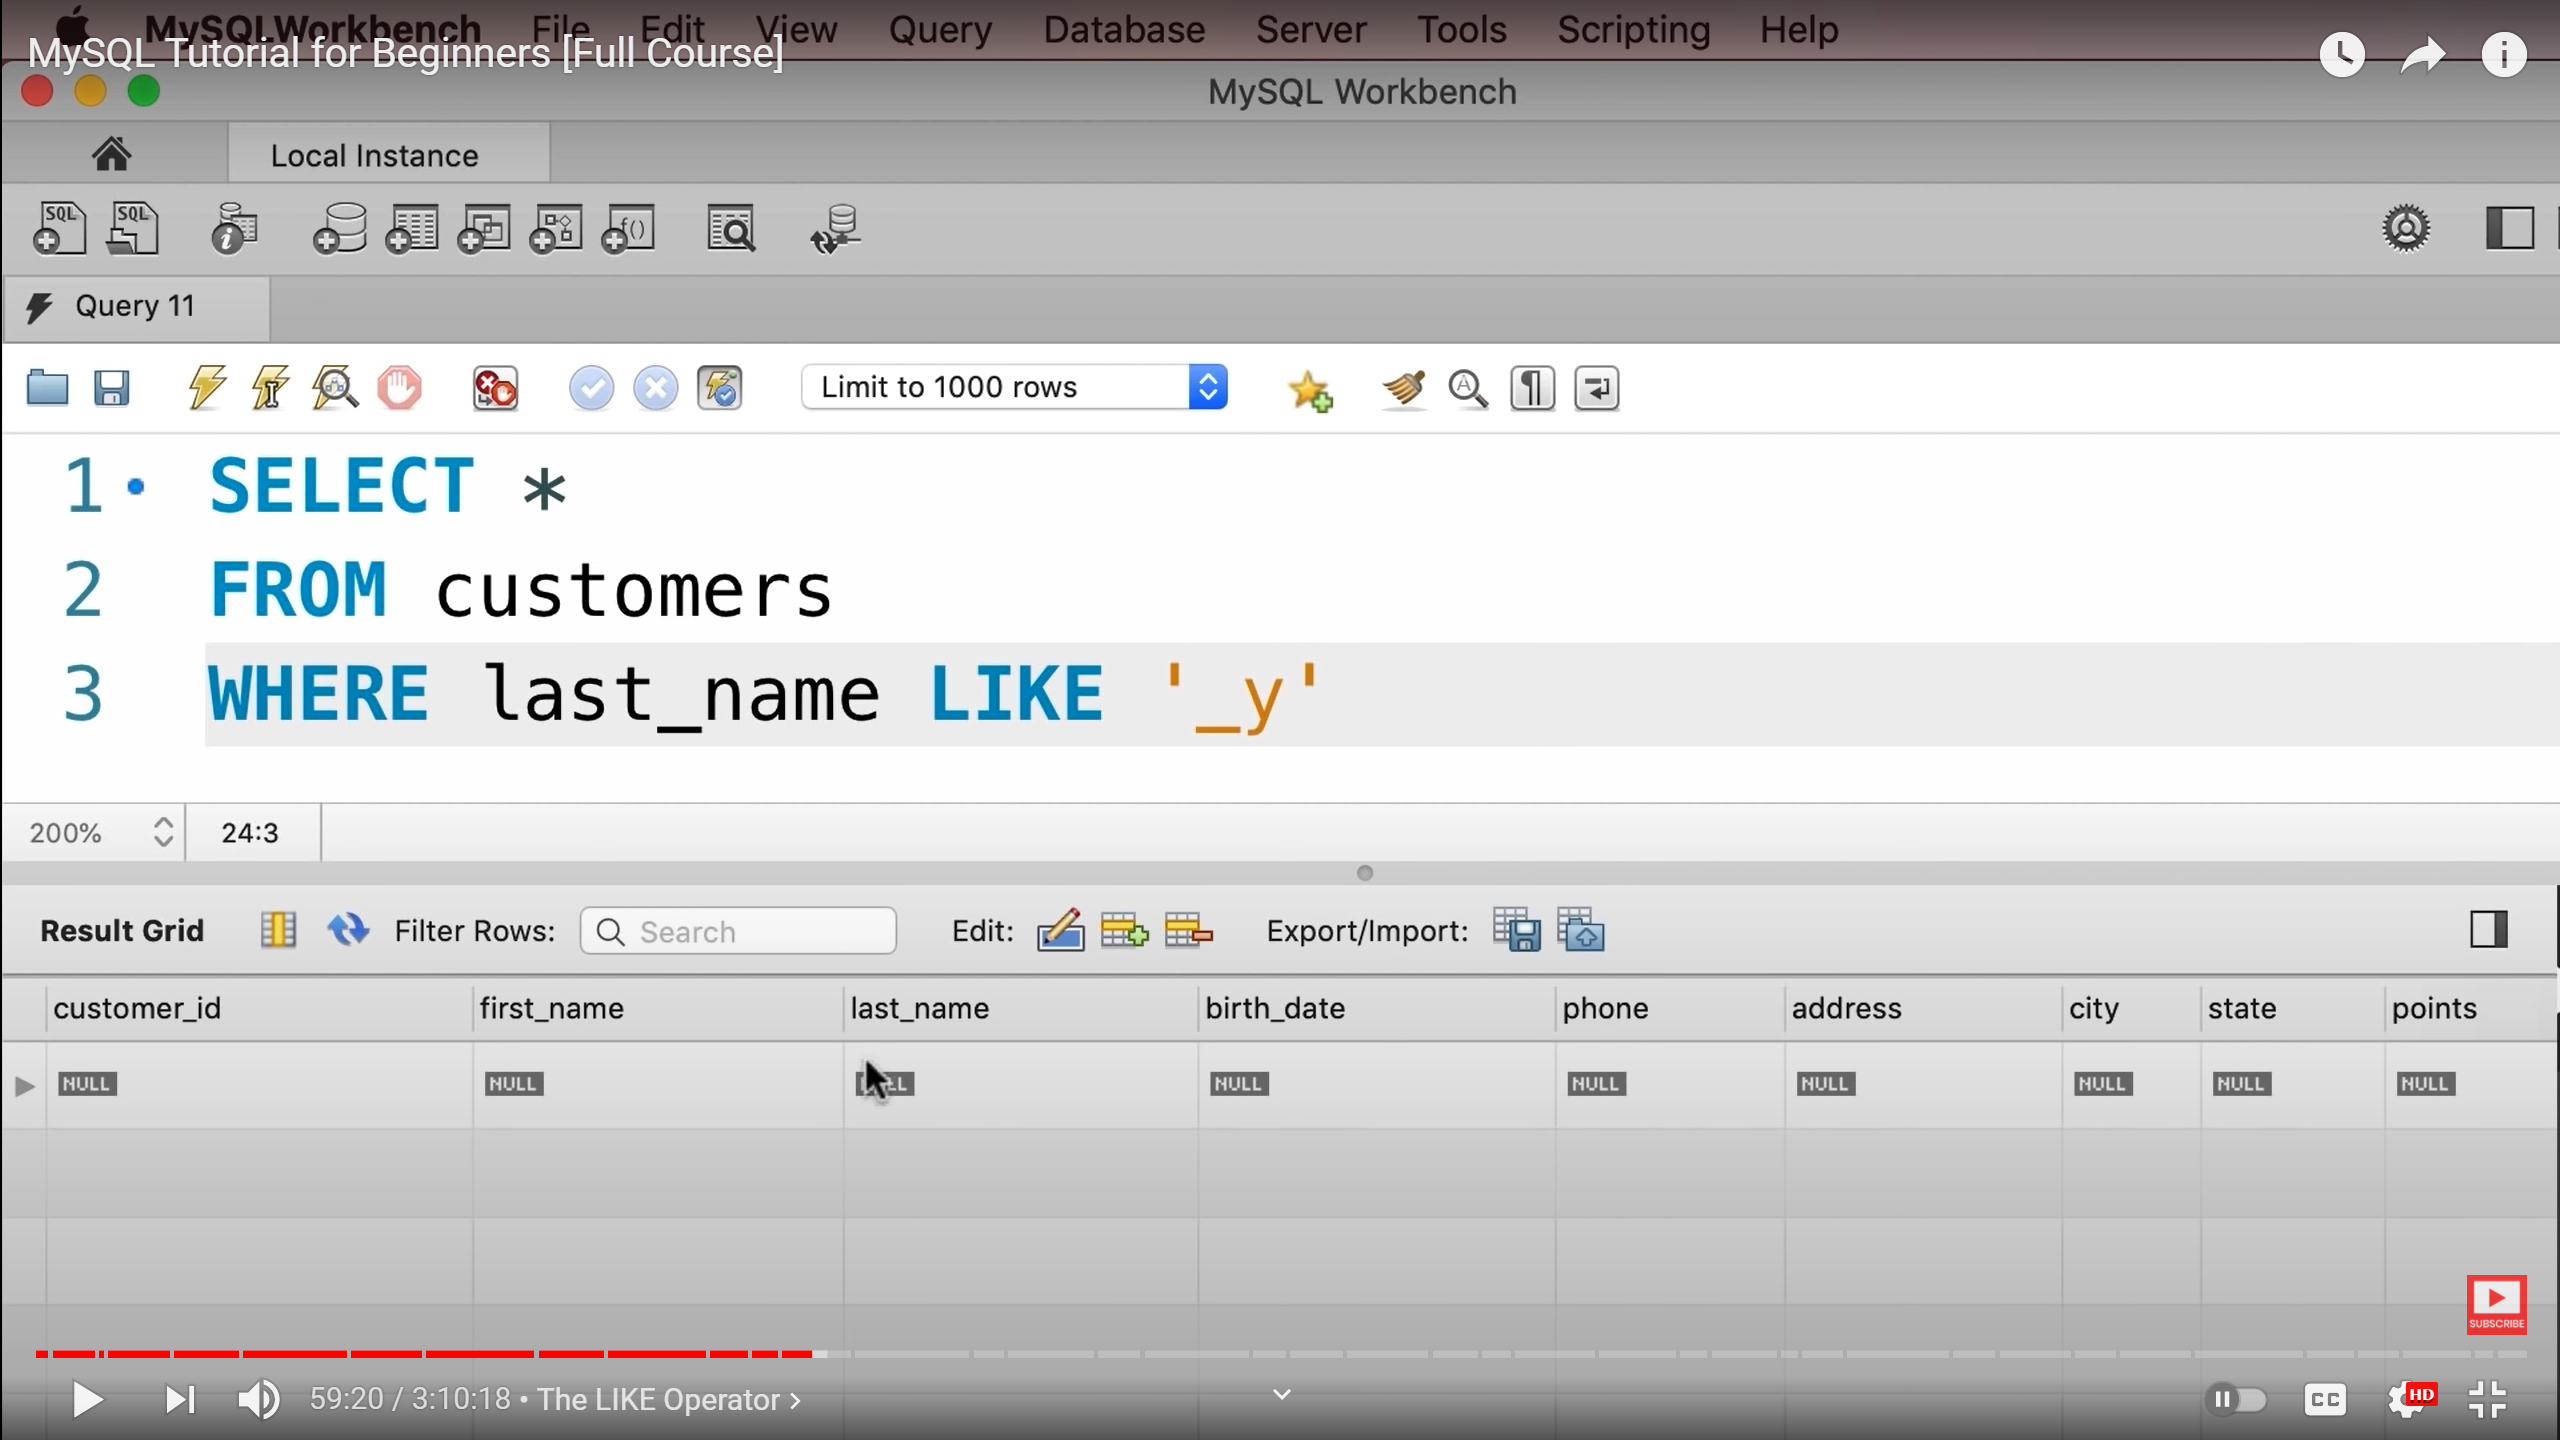 MySQLWorkbench File Edit View Query Database Server Tools Scripting Help
MySQL Tutorial for Beginners [Full Course]
MySQL Workbench
Local Instance
SQL SQL f()
Query 11
Limit to 1000 rows
1 SELECT *
2 FROM customers
3 WHERE last_name LIKE '_y'
200% 24:3
Result Grid Filter Rows: Search Edit: Export/Import:
customer_id first_name last_name birth_date phone address city state points
NULL NULL NULL NULL NULL NULL NULL NULL
SUBSCRIBE
59:20 / 3:10:18 • The LIKE Operator ›
CC HD